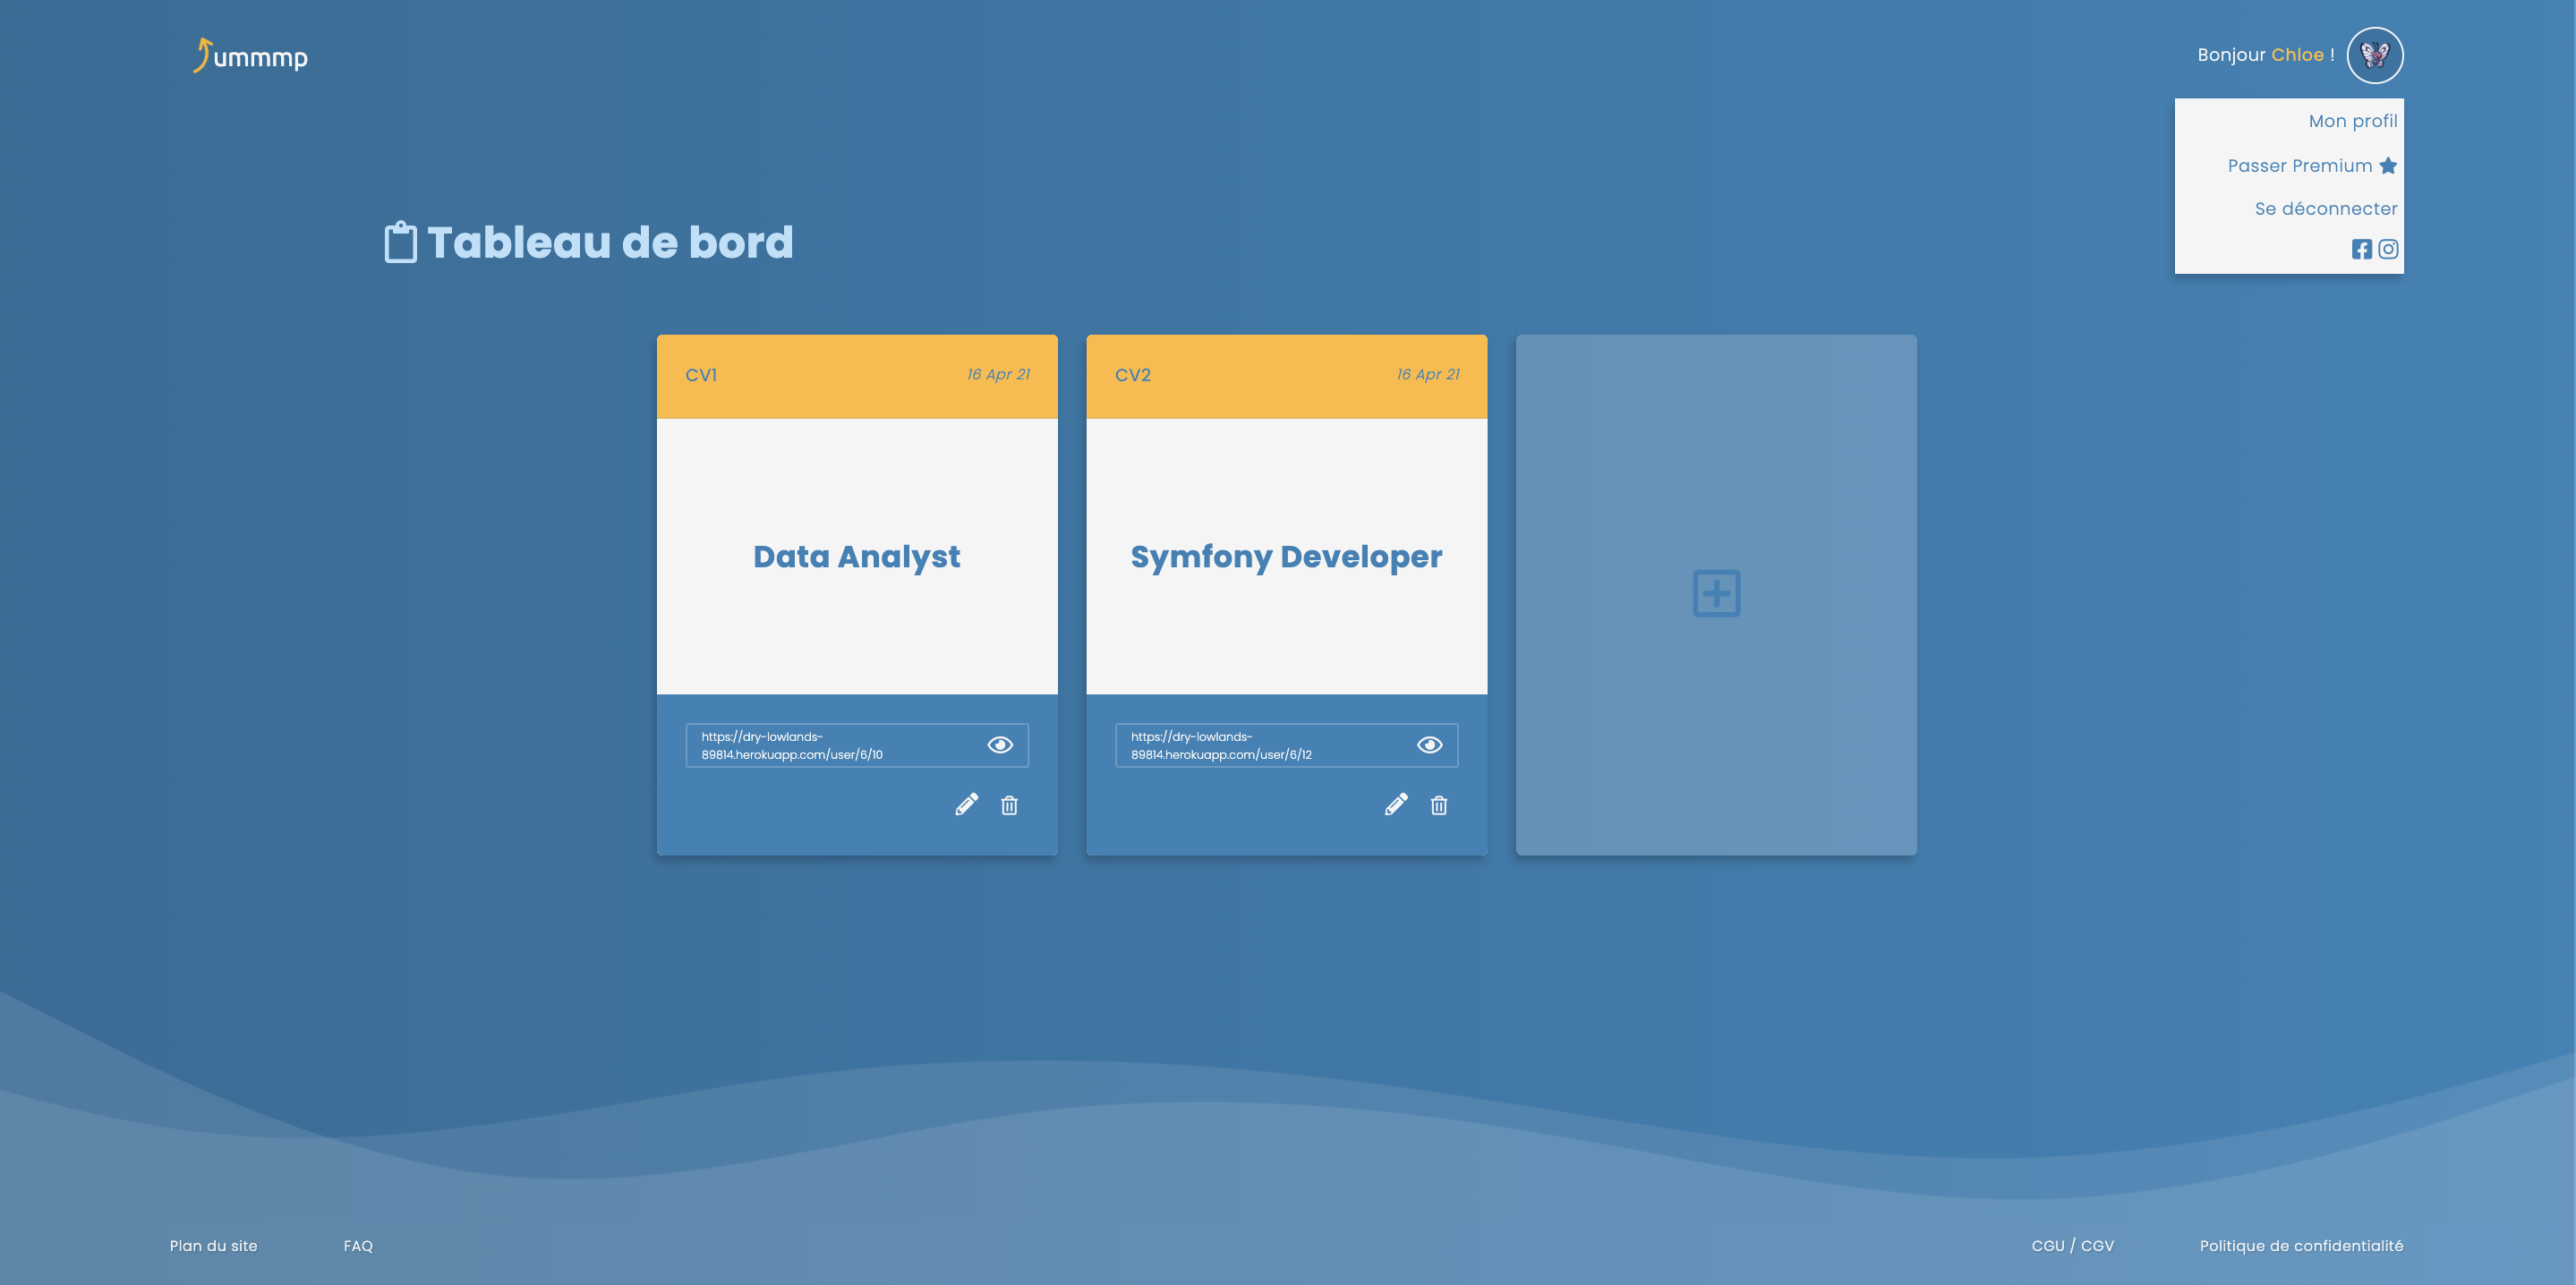 ummmp
Bonjour Chloe !
Mon profil
Passer Premium
Se déconnecter
Tableau de bord
CV1
16 Apr 21
Data Analyst
https://dry-lowlands-
89814.herokuapp.com/user/6/10
CV2
16 Apr 21
Symfony Developer
https://dry-lowlands-
89814.herokuapp.com/user/6/12
Plan du site
FAQ
CGU / CGV
Politique de confidentialité